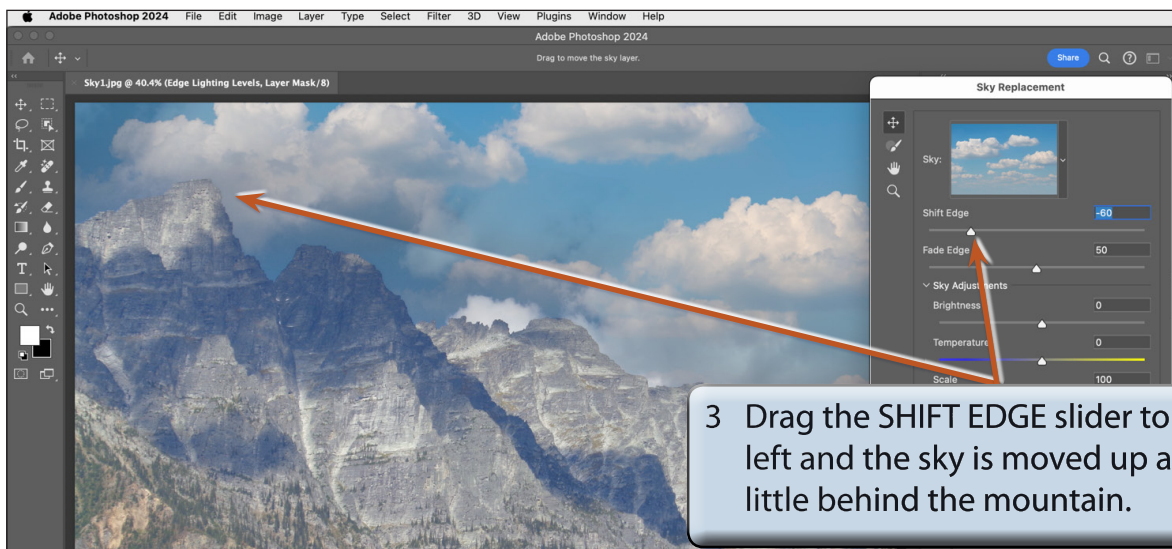 Adobe Photoshop 2024 File Edit Image Layer Type Select Filter 3D View Plugins Window Help
Adobe Photoshop 2024
Drag to move the sky layer.
Share
Sky1.jpg @ 40.4% (Edge Lighting Levels, Layer Mask/8)
Sky Replacement
Sky:
Shift Edge -60
Fade Edge 50
Sky Adjustments
Brightness 0
Temperature 0
Scale 100
3 Drag the SHIFT EDGE slider to
left and the sky is moved up a
little behind the mountain.